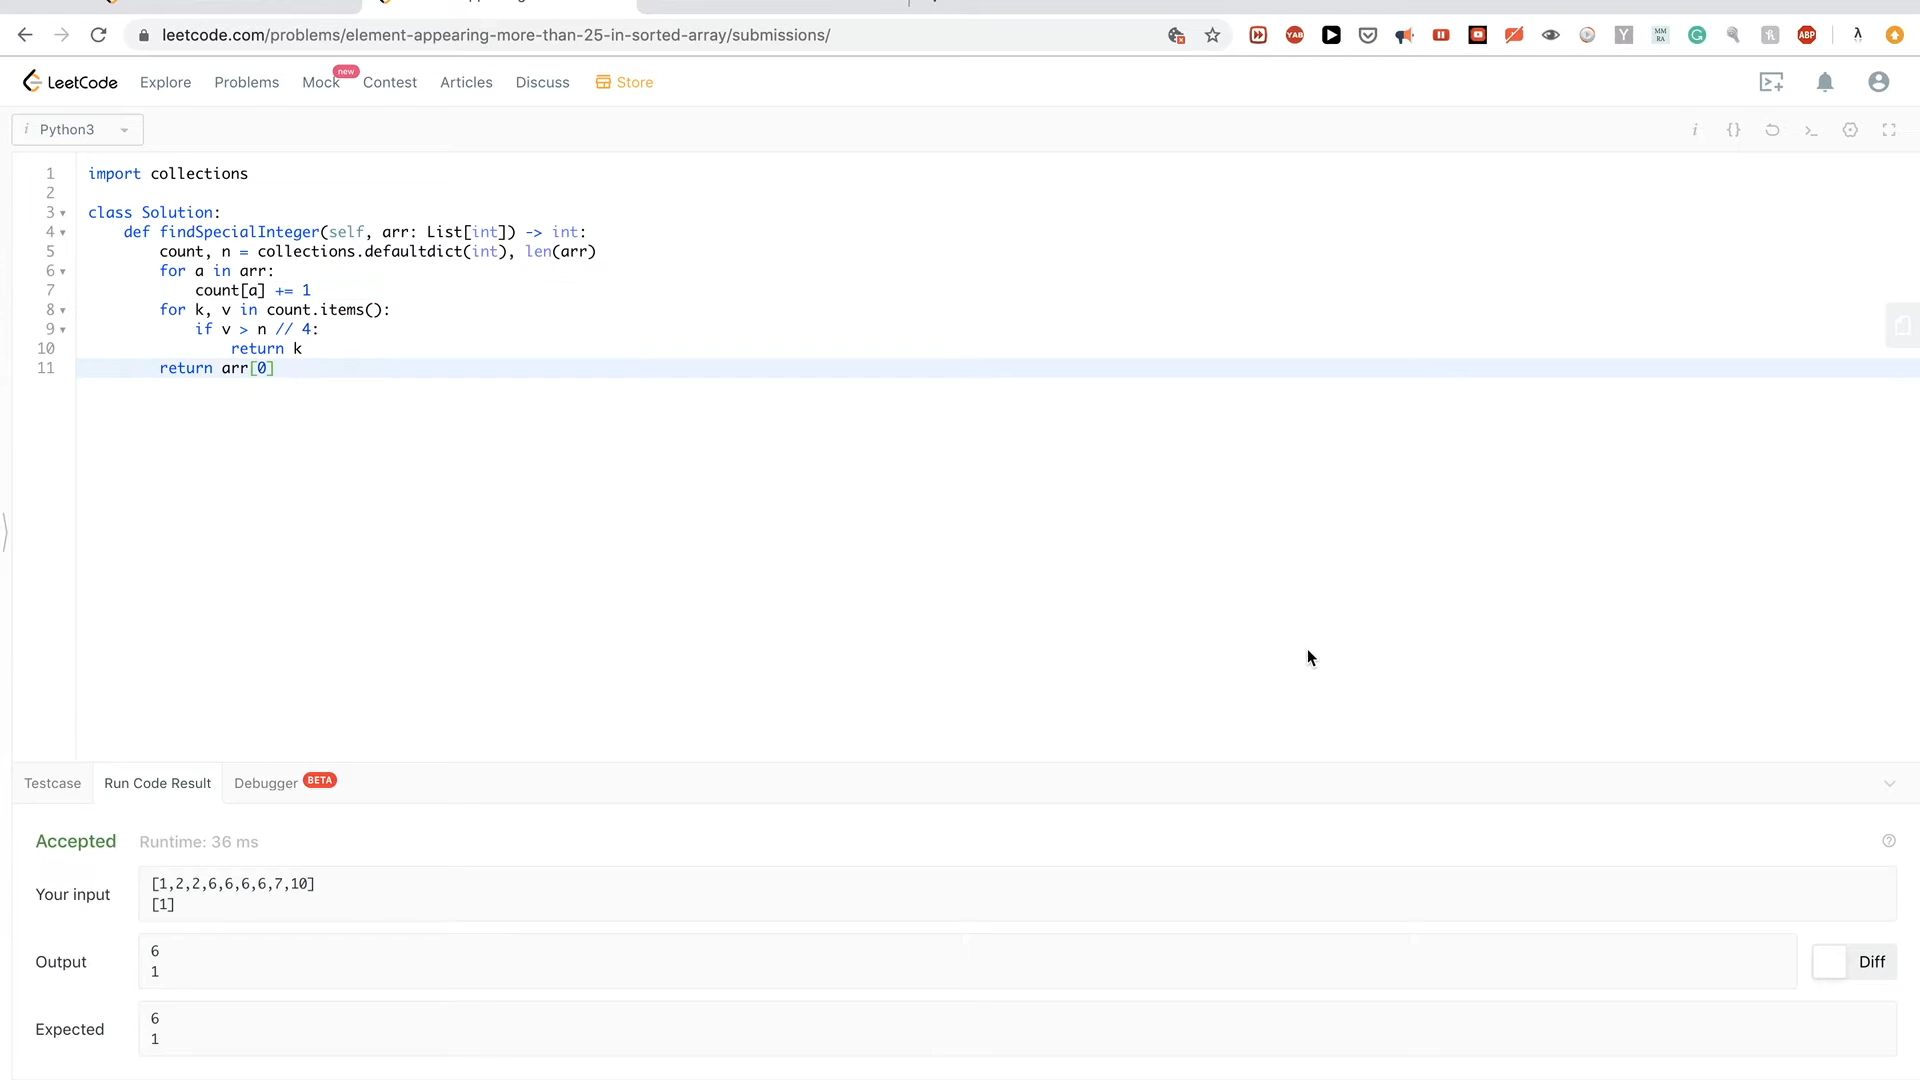 leetcode.com/problems/element-appearing-more-than-25-in-sorted-array/submissions/
YAB
MM
RA
Y
ABP
LeetCode Explore Problems Mock new Contest Articles Discuss Store
i Python3
1 import collections
2
3 class Solution:
4 def findSpecialInteger(self, arr: List[int]) -> int:
5 count, n = collections.defaultdict(int), len(arr)
6 for a in arr:
7 count[a] += 1
8 for k, v in count.items():
9 if v > n // 4:
10 return k
11 return arr[0]
Testcase Run Code Result Debugger BETA
Accepted Runtime: 36 ms
Your input
[1,2,2,6,6,6,6,7,10]
[1]
Output
6
1
Diff
Expected
6
1